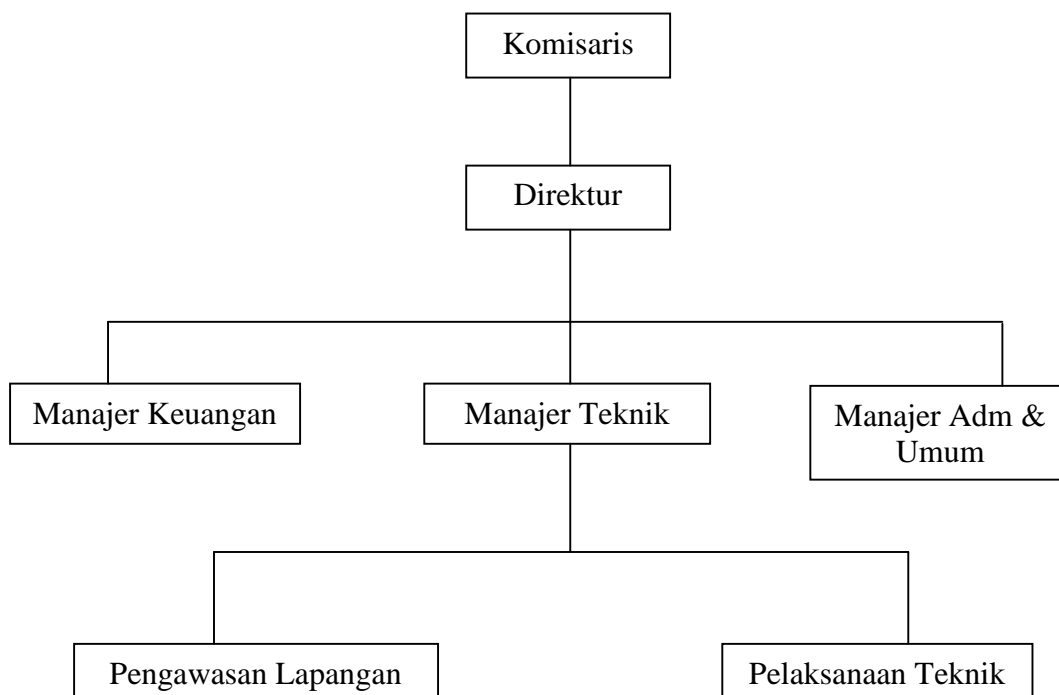 Komisaris
Direktur
Manajer Keuangan
Manajer Teknik
Manajer Adm &
Umum
Pengawasan Lapangan
Pelaksanaan Teknik